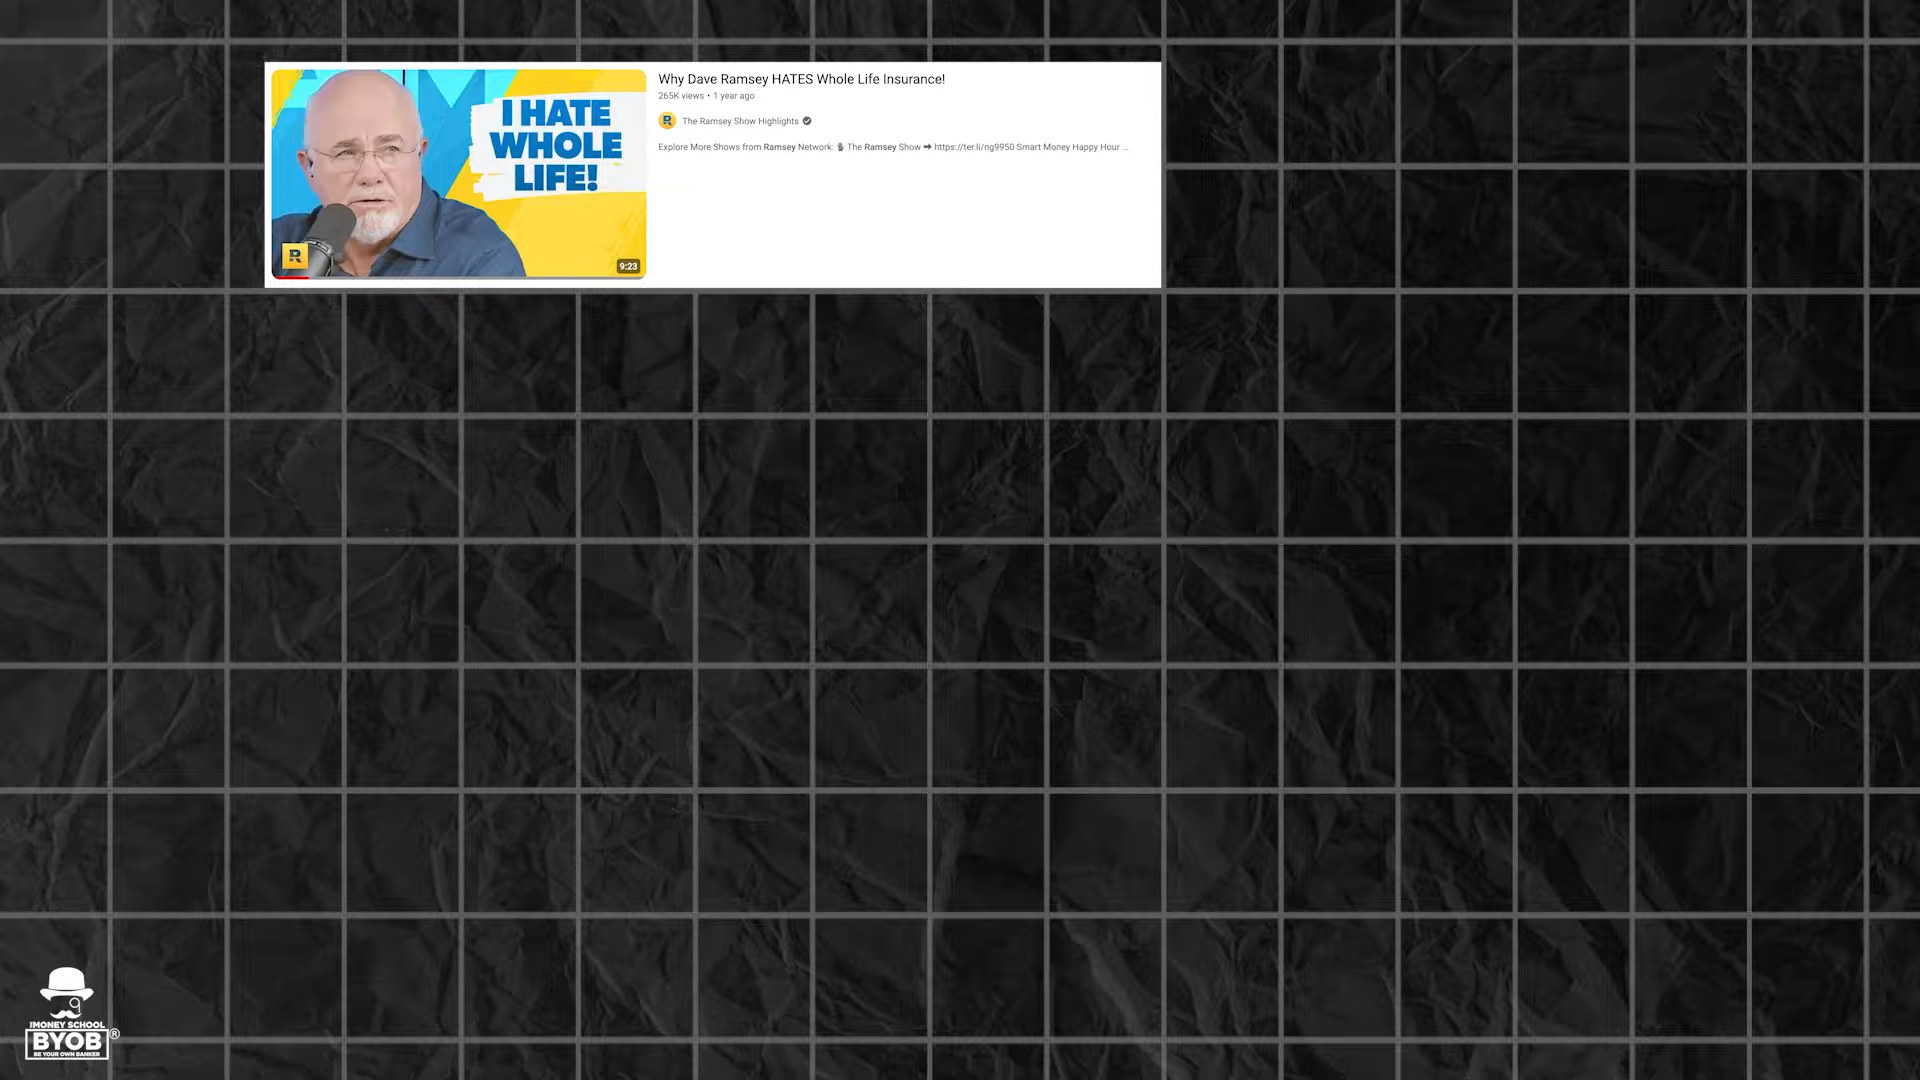 I HATE
WHOLE
LIFE!
R
9:23
Why Dave Ramsey HATES Whole Life Insurance!
265K views • 1 year ago
R
The Ramsey Show Highlights
Explore More Shows from Ramsey Network: 🎙 The Ramsey Show ➡ https://ter.li/ng9950 Smart Money Happy Hour ...
THE MONEY SCHOOL
BYOB®
BE YOUR OWN BANKER